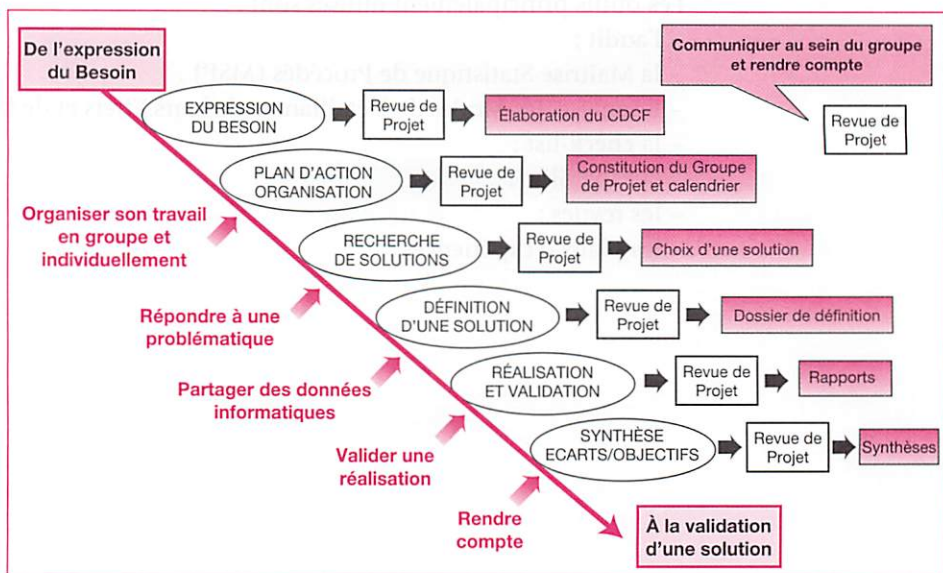 De l'expression
du Besoin
Communiquer au sein du groupe
et rendre compte
Revue de
Projet
EXPRESSION
DU BESOIN
Revue de
Projet
Élaboration du CDCF
PLAN D'ACTION
ORGANISATION
Revue de
Projet
Constitution du Groupe
de Projet et calendrier
Organiser son travail
en groupe et
individuellement
RECHERCHE
DE SOLUTIONS
Revue de
Projet
Choix d'une solution
Répondre à une
problématique
DÉFINITION
D'UNE SOLUTION
Revue de
Projet
Dossier de définition
Partager des données
informatiques
RÉALISATION
ET VALIDATION
Revue de
Projet
Rapports
Valider une
réalisation
SYNTHÈSE
ECARTS/OBJECTIFS
Revue de
Projet
Synthèses
Rendre
compte
À la validation
d'une solution